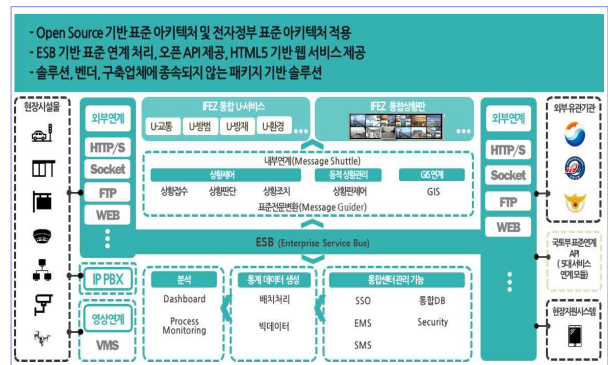 - Open Source 기반 표준 아키텍처 및 전자정부 표준 아키텍처 적용
- ESB 기반 표준 연계 처리, 오픈 API 제공, HTML5 기반 웹 서비스 제공
- 솔루션, 벤더, 구축업체에 종속되지 않는 패키지 기반 솔루션
현장시설물
외부연계
HTTP/S
Socket
FTP
WEB
IP PBX
영상연계
VMS
IFEZ 통합 U-서비스
U-교통 U-방범 U-방재 U-환경
IFEZ 통합상황판
내부연계(Message Shuttle)
상황제어
상황접수 상황판단 상황조치
동적 상황관리
상황판제어
GIS 연계
GIS
표준전문변환(Message Guider)
ESB (Enterprise Service Bus)
분석
Dashboard
Process
Monitoring
통계 데이터 생성
배치처리
빅데이터
통합센터 관리 기능
SSO 통합DB
EMS Security
SMS
외부연계
HTTP/S
Socket
FTP
WEB
외부 유관기관
국토부 표준연계
API
( 5대 서비스
연계 모듈)
현장지원시스템